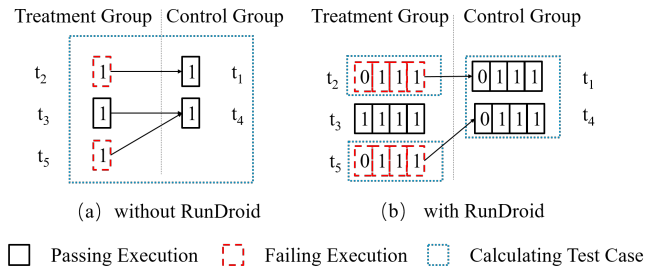 Treatment Group Control Group Treatment Group Control Group
t2 1 1 t1 t2 0 1 1 1 0 1 1 1 t1
t3 1 1 t4 t3 1 1 1 1 0 1 1 1 t4
t5 1 t5 0 1 1 1
(a) without RunDroid (b) with RunDroid
Passing Execution Failing Execution Calculating Test Case